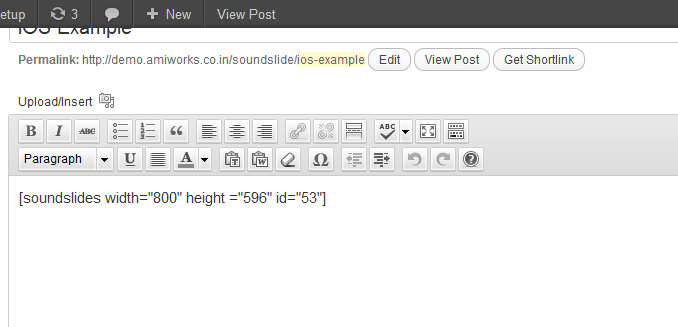 etup 3 New View Post
iOS Example
Permalink: http://demo.amiworks.co.in/soundslide/ios-example Edit View Post Get Shortlink
Upload/Insert
B I ABC ABC
Paragraph U A T W Ω ?
[soundslides width="800" height ="596" id="53"]